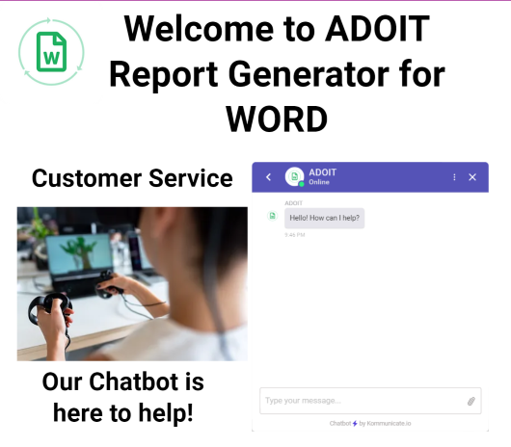 W
Welcome to ADOIT
Report Generator for
WORD
Customer Service
ADOIT
Online
ADOIT
Hello! How can I help?
1:46 PM
Our Chatbot is
here to help!
Type your message...
Chatbot by Kommunicate.io